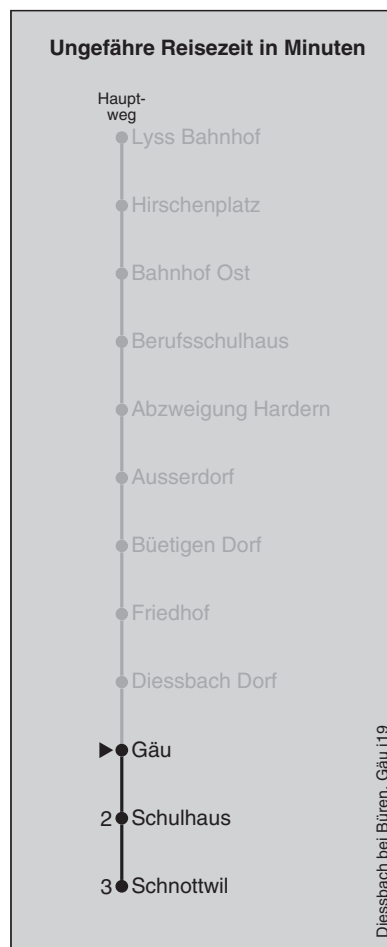 Ungefähre Reisezeit in Minuten
Haupt-
weg
Lyss Bahnhof
Hirschenplatz
Bahnhof Ost
Berufsschulhaus
Abzweigung Hardern
Ausserdorf
Büetigen Dorf
Friedhof
Diessbach Dorf
Gäu
2 Schulhaus
3 Schnottwil
Diessbach bei Büren, Gäu j19